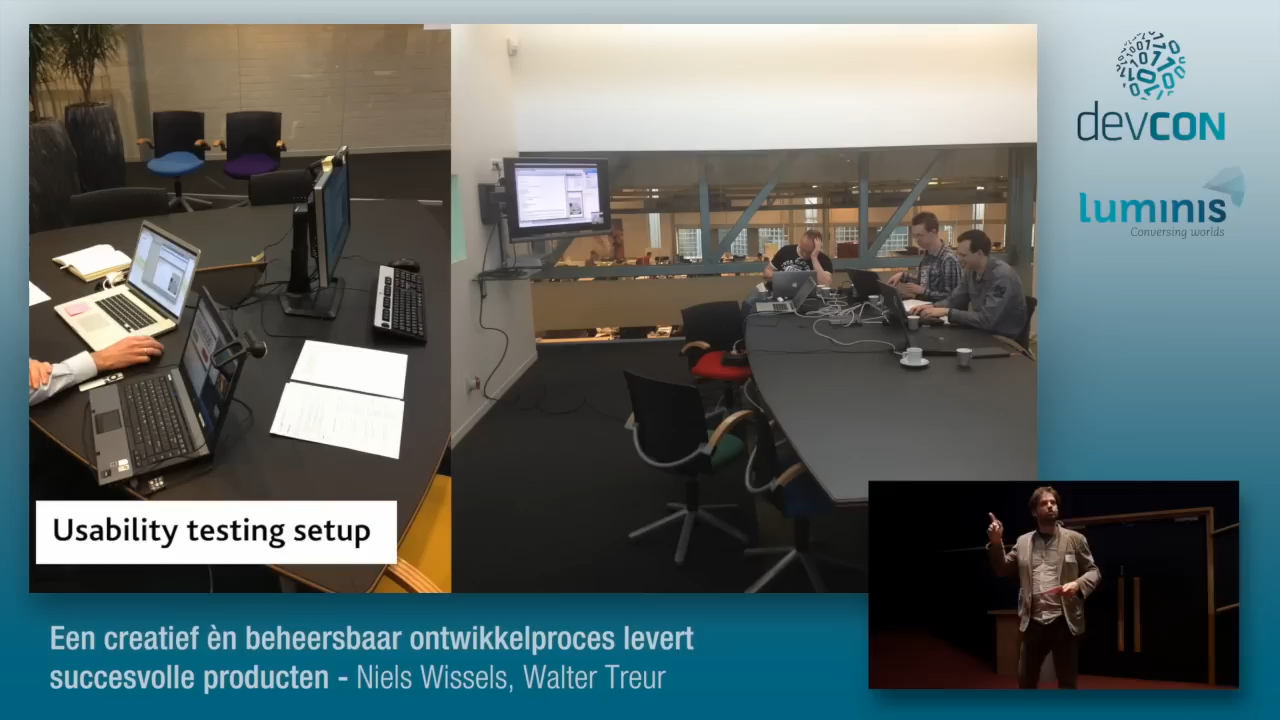 devCON
luminis
Conversing worlds
Usability testing setup
Een creatief èn beheersbaar ontwikkelproces levert
succesvolle producten - Niels Wissels, Walter Treur